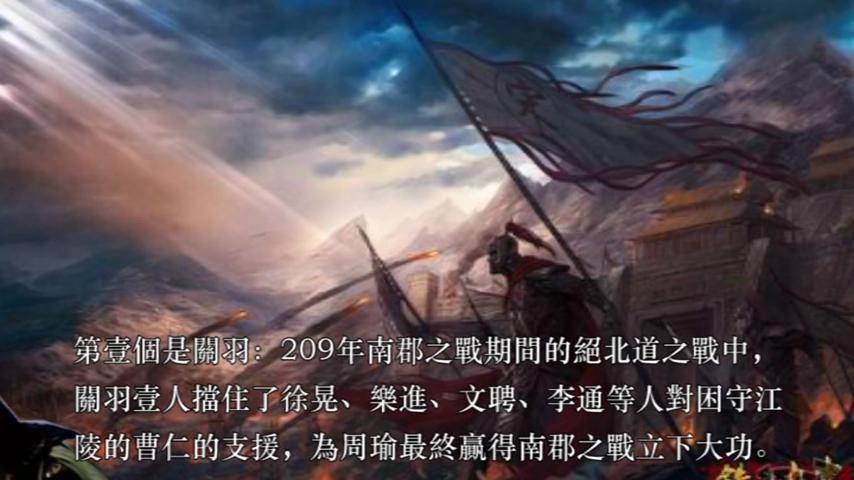 第壹個是關羽：209年南郡之戰期間的絕北道之戰中，
關羽壹人擋住了徐晃、樂進、文聘、李通等人對困守江
陵的曹仁的支援，為周瑜最終贏得南郡之戰立下大功。